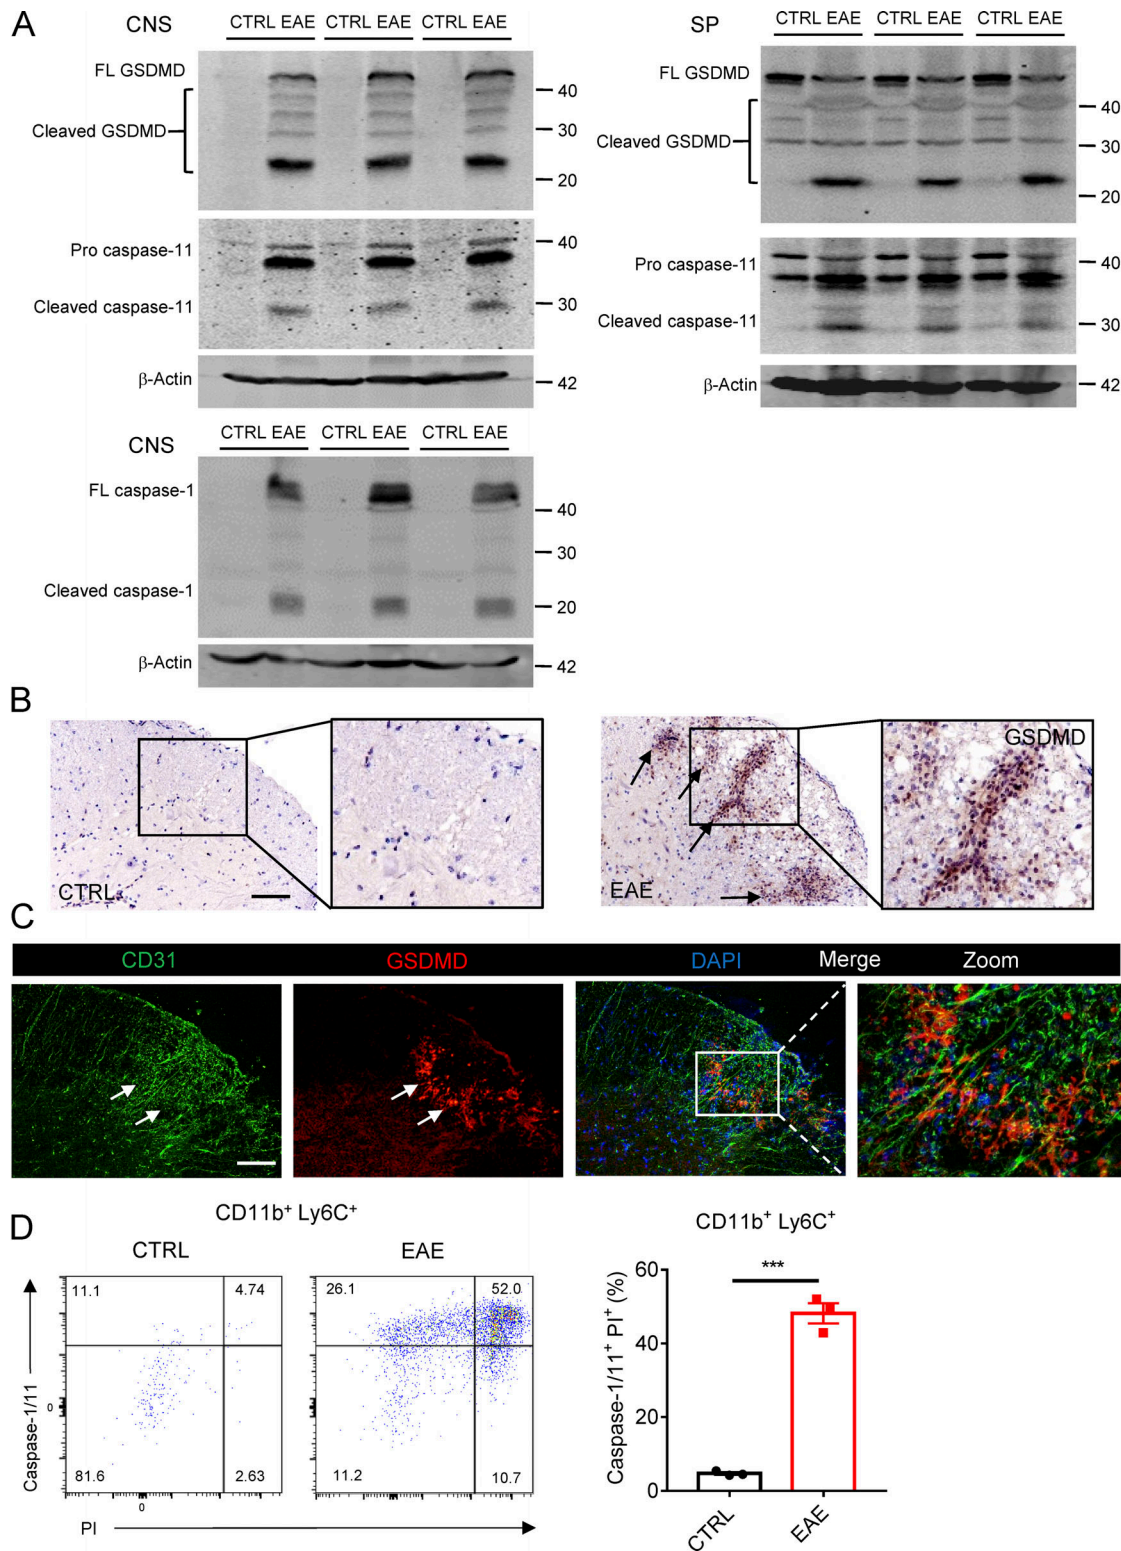 A
CNS
CTRL EAE CTRL EAE CTRL EAE
FL GSDMD
Cleaved GSDMD
40
30
20
Pro caspase-11
Cleaved caspase-11
40
30
β-Actin
42
SP
CTRL EAE CTRL EAE CTRL EAE
FL GSDMD
Cleaved GSDMD
40
30
20
Pro caspase-11
Cleaved caspase-11
40
30
β-Actin
42
CNS
CTRL EAE CTRL EAE CTRL EAE
FL caspase-1
Cleaved caspase-1
40
30
20
β-Actin
42
B
CTRL
EAE
GSDMD
C
CD31 GSDMD DAPI Merge Zoom
D
CD11b⁺ Ly6C⁺
CTRL EAE
11.1 4.74
81.6 2.63
26.1 52.0
11.2 10.7
Caspase-1/11
0
0
PI
CD11b⁺ Ly6C⁺
***
Caspase-1/11⁺ PI⁺ (%)
60
40
20
0
CTRL
EAE